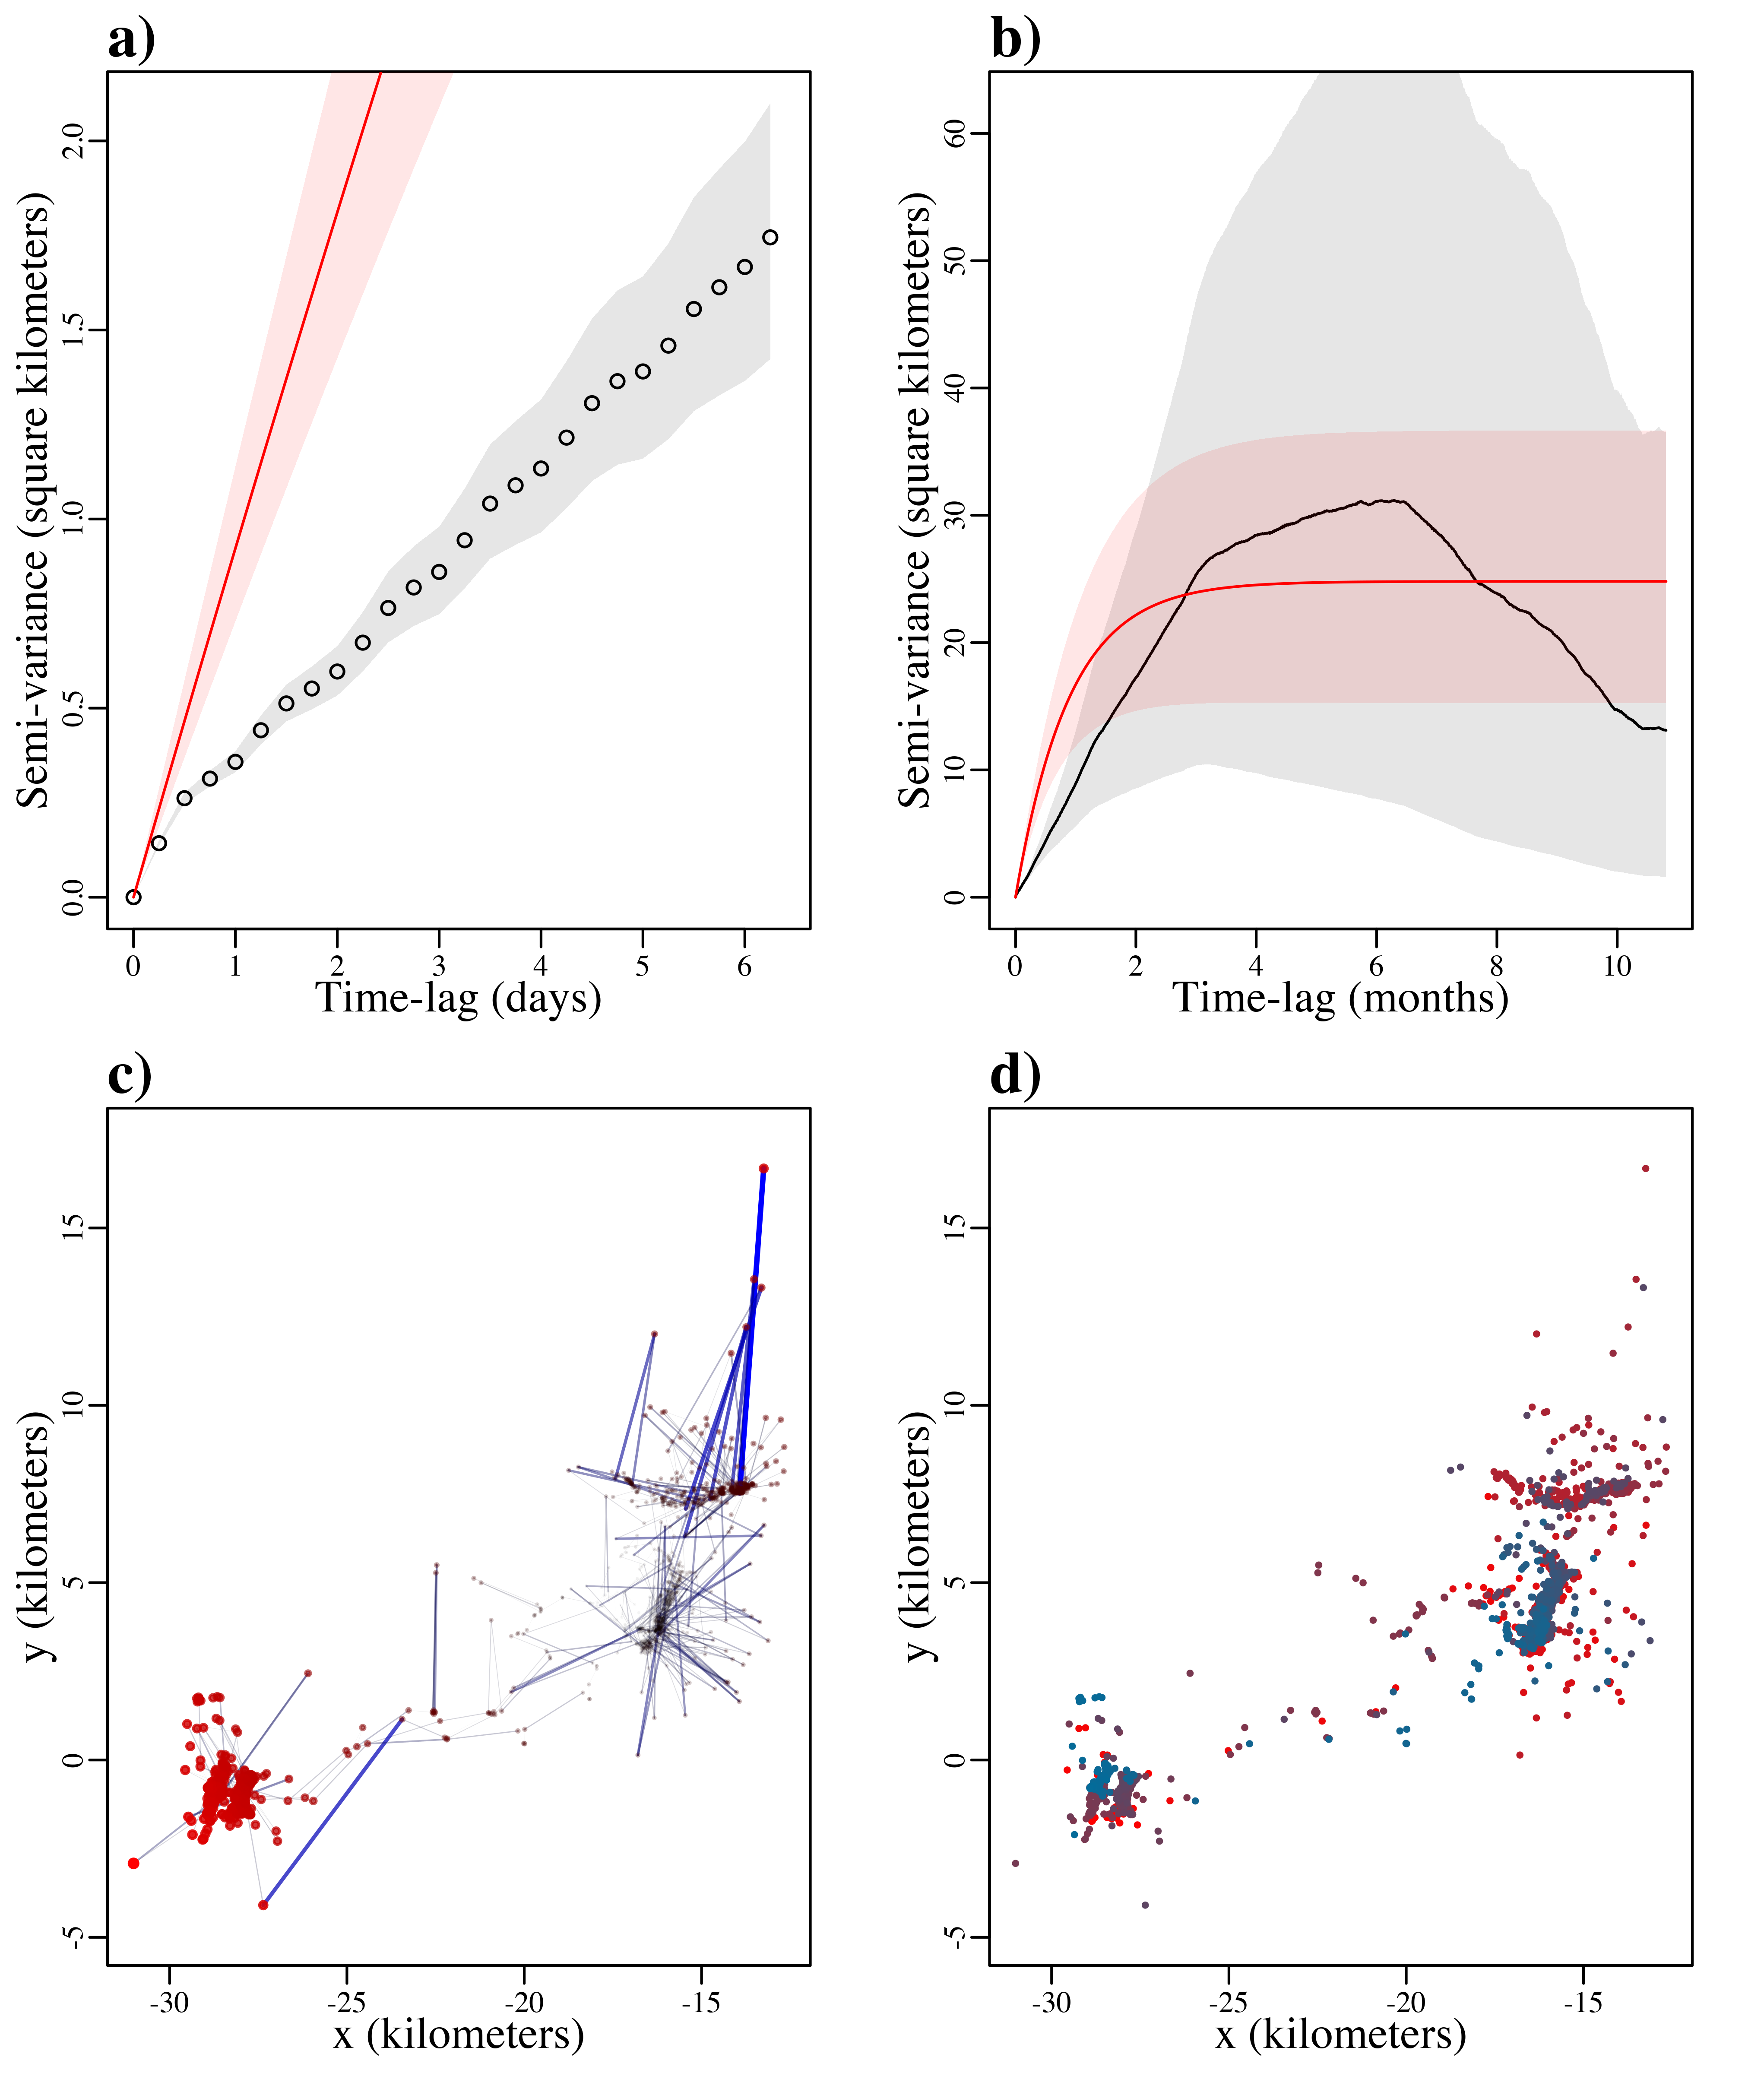 a)
Semi-variance (square kilometers)
0.0 0.5 1.0 1.5 2.0
0 1 2 3 4 5 6
Time-lag (days)
b)
Semi-variance (square kilometers)
0 10 20 30 40 50 60
0 2 4 6 8 10
Time-lag (months)
c)
y (kilometers)
-5 0 5 10 15
-30 -25 -20 -15
x (kilometers)
d)
y (kilometers)
-5 0 5 10 15
-30 -25 -20 -15
x (kilometers)